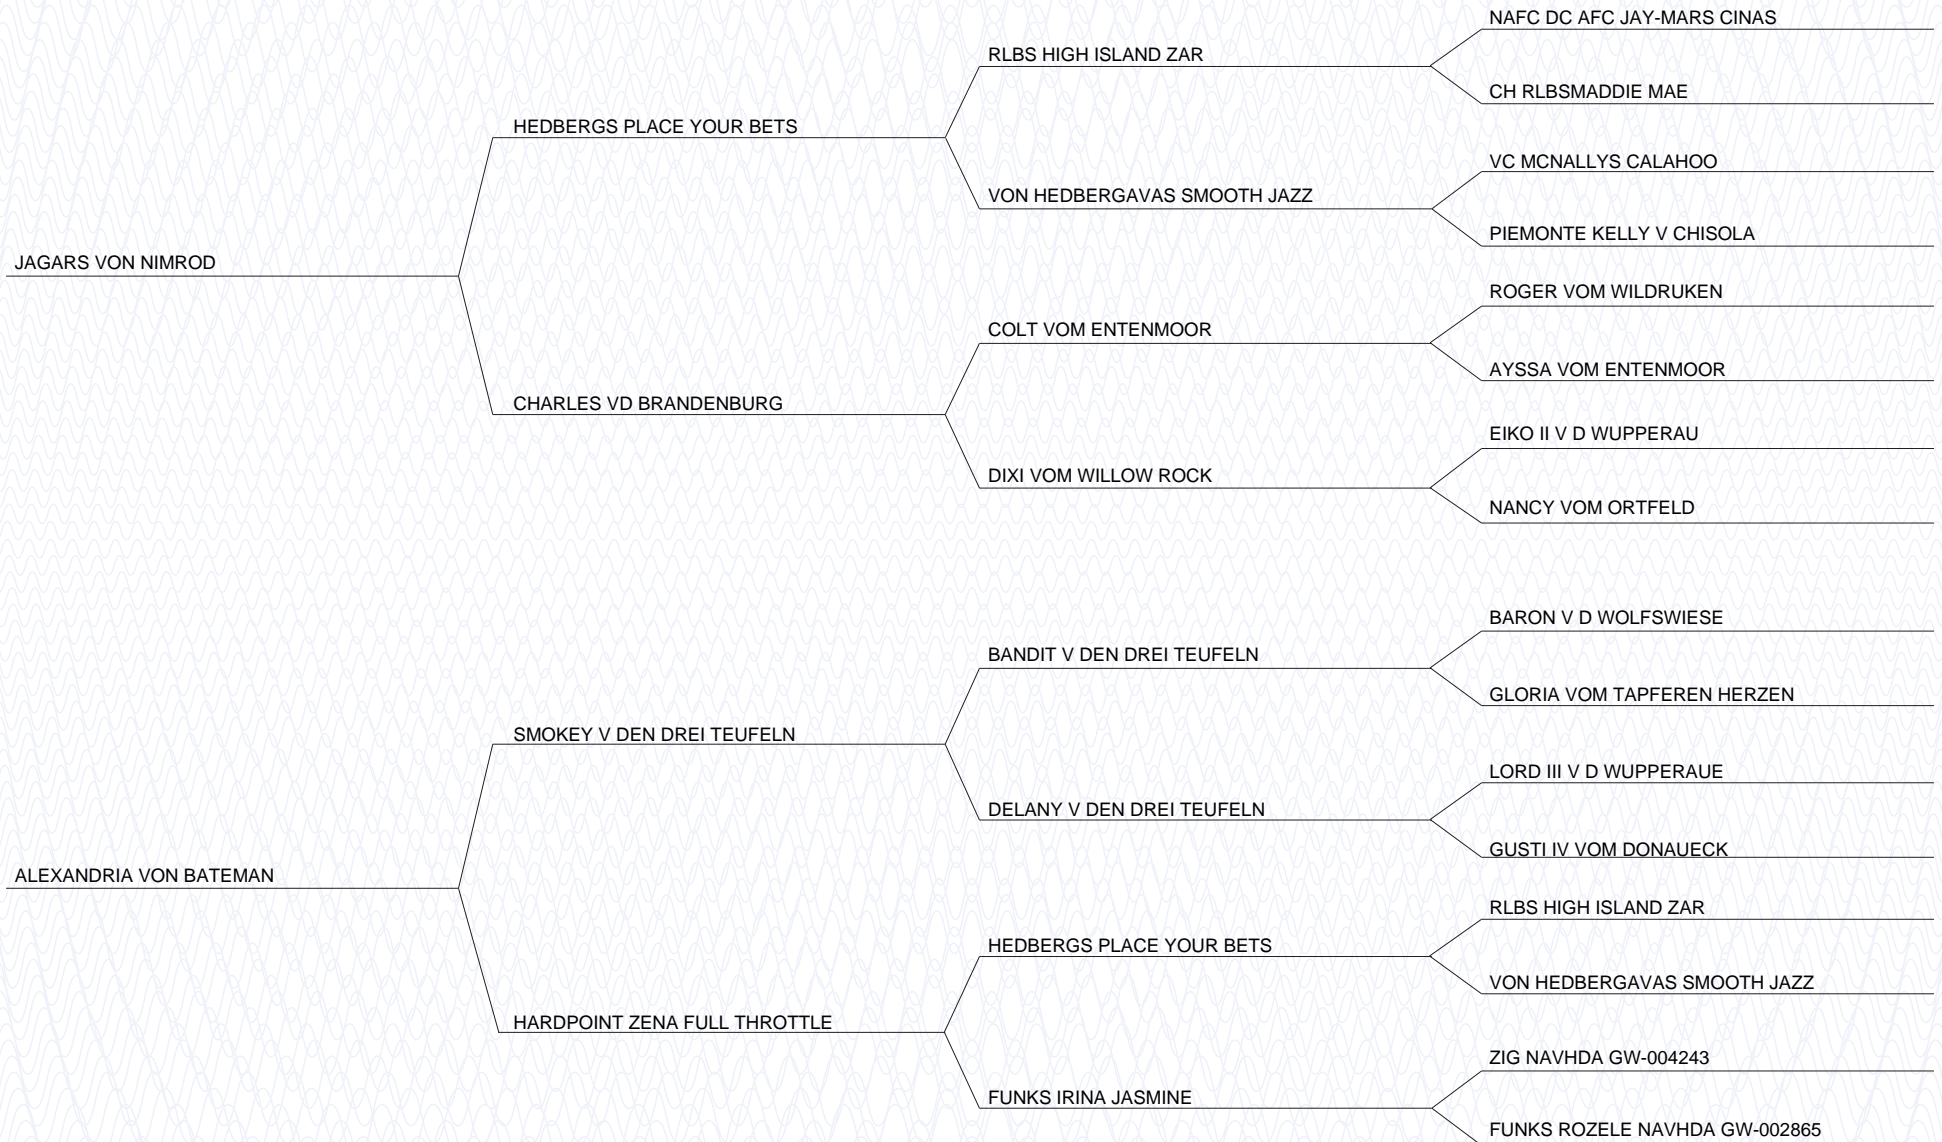 NAFC DC AFC JAY-MARS CINAS
RLBS HIGH ISLAND ZAR
CH RLBSMADDIE MAE
HEDBERGS PLACE YOUR BETS
VC MCNALLYS CALAHOO
VON HEDBERGAVAS SMOOTH JAZZ
PIEMONTE KELLY V CHISOLA
JAGARS VON NIMROD
ROGER VOM WILDRUKEN
COLT VOM ENTENMOOR
AYSSA VOM ENTENMOOR
CHARLES VD BRANDENBURG
EIKO II V D WUPPERAU
DIXI VOM WILLOW ROCK
NANCY VOM ORTFELD
BARON V D WOLFSWIESE
BANDIT V DEN DREI TEUFELN
GLORIA VOM TAPFEREN HERZEN
SMOKEY V DEN DREI TEUFELN
LORD III V D WUPPERAUE
DELANY V DEN DREI TEUFELN
GUSTI IV VOM DONAUECK
ALEXANDRIA VON BATEMAN
RLBS HIGH ISLAND ZAR
HEDBERGS PLACE YOUR BETS
VON HEDBERGAVAS SMOOTH JAZZ
HARDPOINT ZENA FULL THROTTLE
ZIG NAVHDA GW-004243
FUNKS IRINA JASMINE
FUNKS ROZELE NAVHDA GW-002865